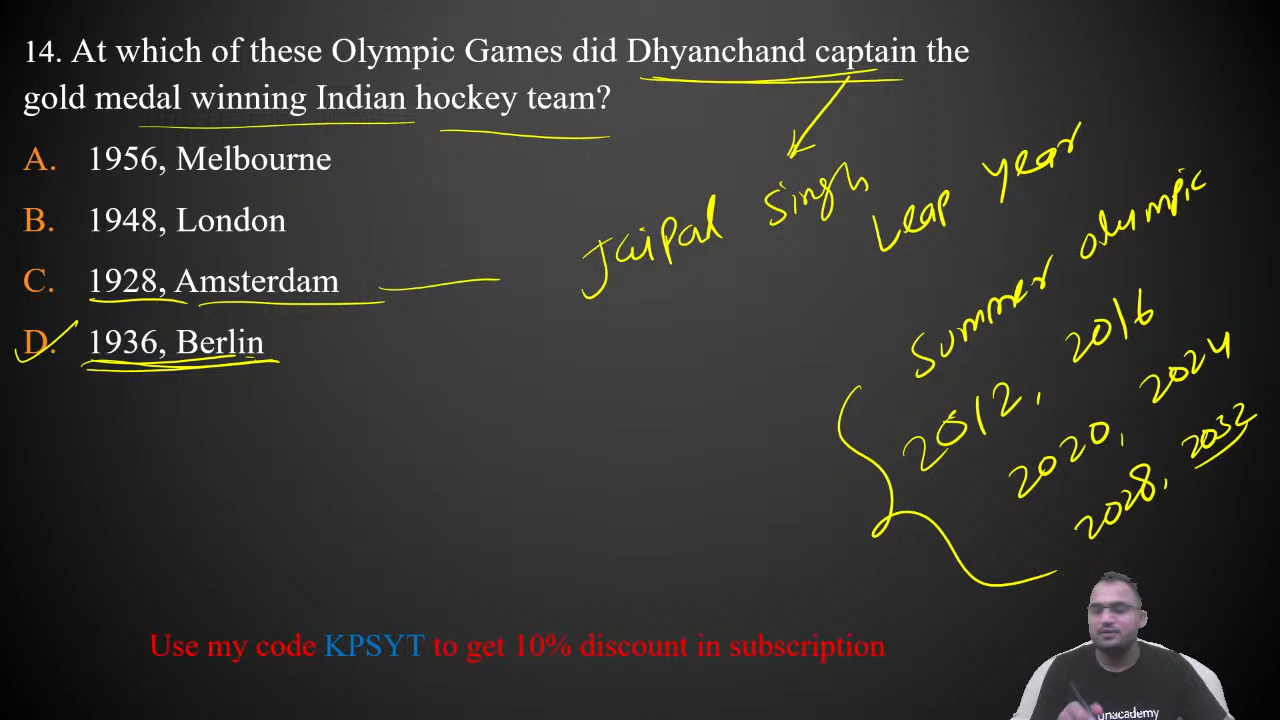 14. At which of these Olympic Games did Dhyanchand captain the
gold medal winning Indian hockey team?
A. 1956, Melbourne
B. 1948, London
C. 1928, Amsterdam
D. 1936, Berlin
Jaipal Singh
Leap year
Summer olympic
2012, 2016
2020, 2024
2028, 2032
Use my code KPSYT to get 10% discount in subscription
unacademy